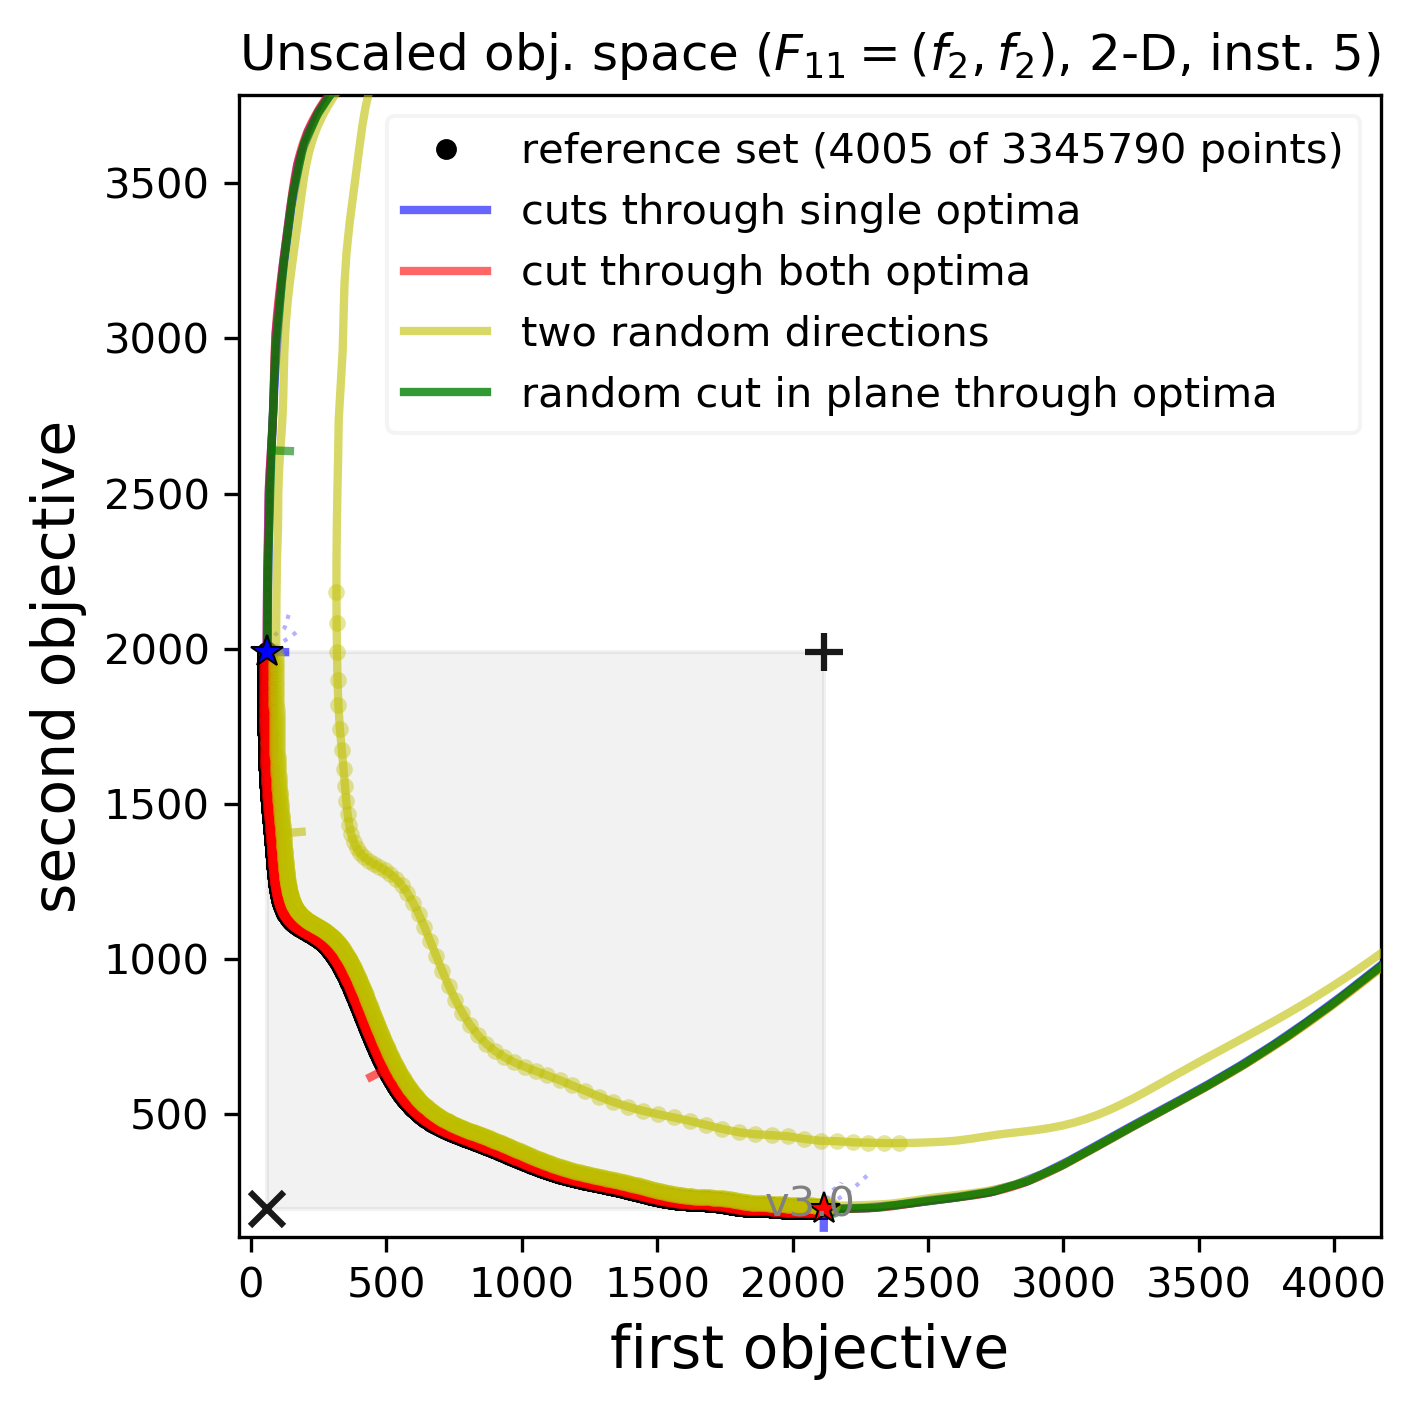 Unscaled obj. space (F₁₁ = (f₂, f₂), 2-D, inst. 5)
reference set (4005 of 3345790 points)
cuts through single optima
cut through both optima
two random directions
random cut in plane through optima
second objective
3500
3000
2500
2000
1500
1000
500
v3.0
0 500 1000 1500 2000 2500 3000 3500 4000
first objective